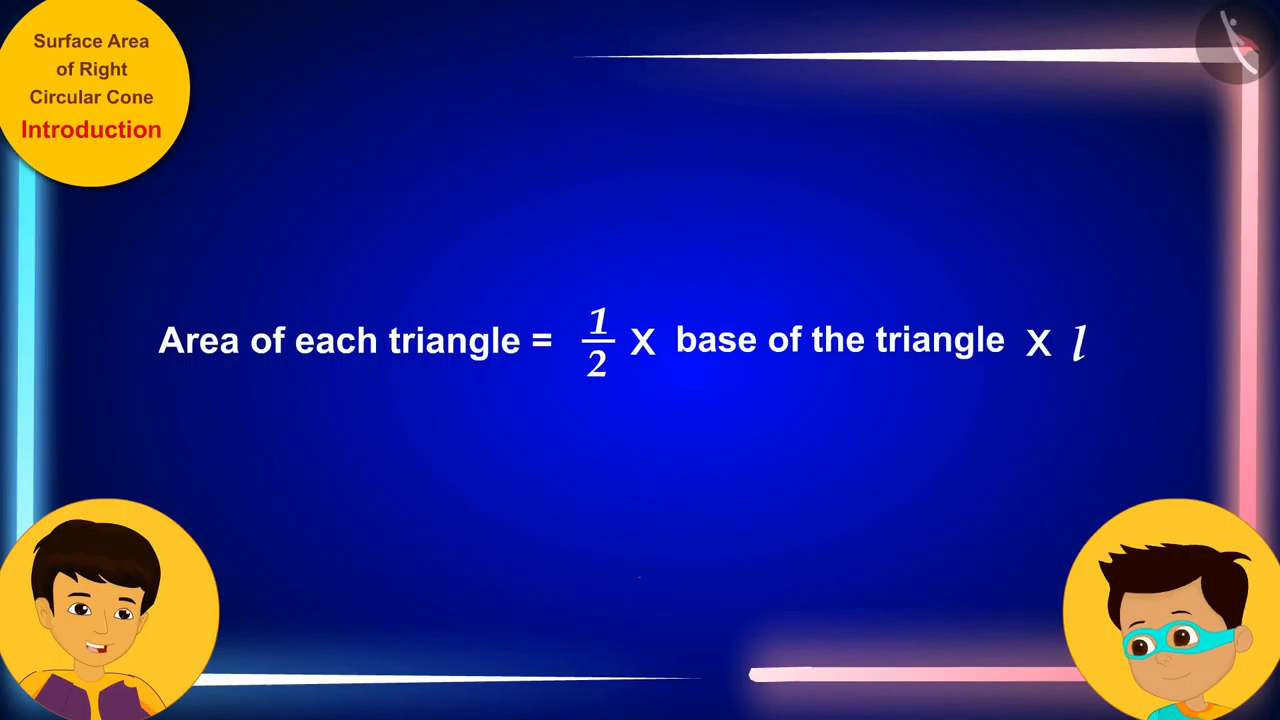 Surface Area
of Right
Circular Cone
Introduction
Area of each triangle = 1/2 X base of the triangle X l